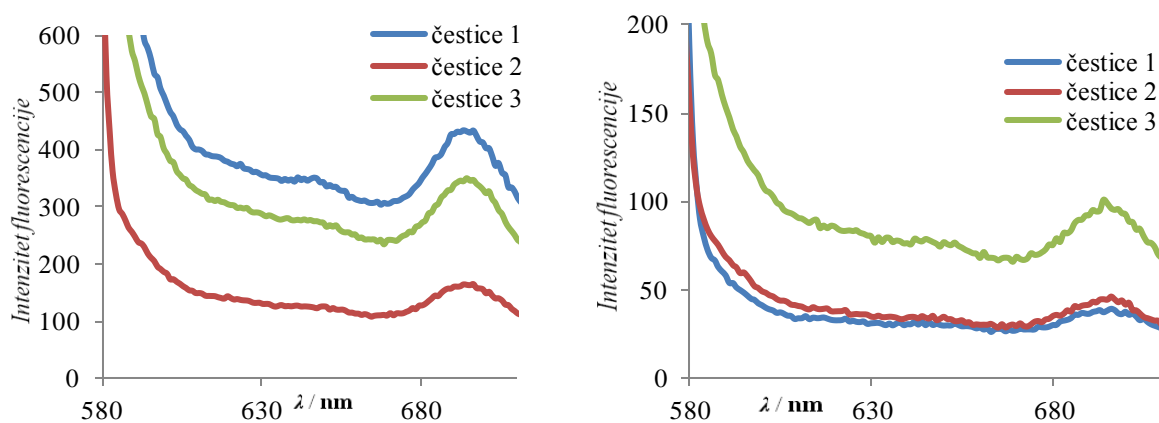 Intenzitet fluorescencije
600
500
400
300
200
100
0
580
630
680
λ / nm
čestice 1
čestice 2
čestice 3
Intenzitet fluorescencije
200
150
100
50
0
580
630
680
λ / nm
čestice 1
čestice 2
čestice 3